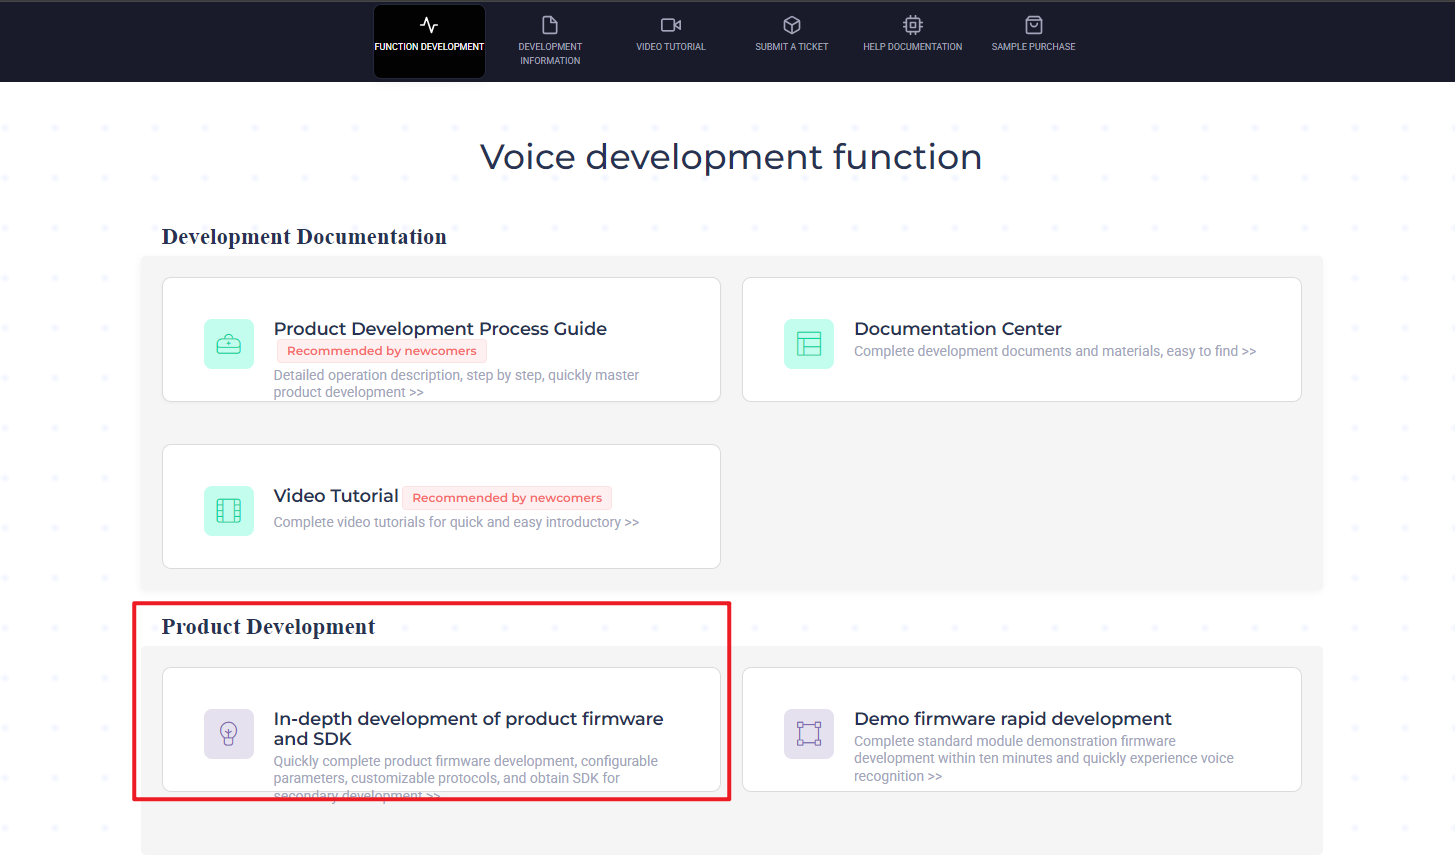 FUNCTION DEVELOPMENT
DEVELOPMENT
INFORMATION
VIDEO TUTORIAL
SUBMIT A TICKET
HELP DOCUMENTATION
SAMPLE PURCHASE
Voice development function
Development Documentation
Product Development Process Guide
Recommended by newcomers
Detailed operation description, step by step, quickly master
product development >>
Documentation Center
Complete development documents and materials, easy to find >>
Video Tutorial Recommended by newcomers
Complete video tutorials for quick and easy introductory >>
Product Development
In-depth development of product firmware
and SDK
Quickly complete product firmware development, configurable
parameters, customizable protocols, and obtain SDK for
secondary development >>
Demo firmware rapid development
Complete standard module demonstration firmware
development within ten minutes and quickly experience voice
recognition >>